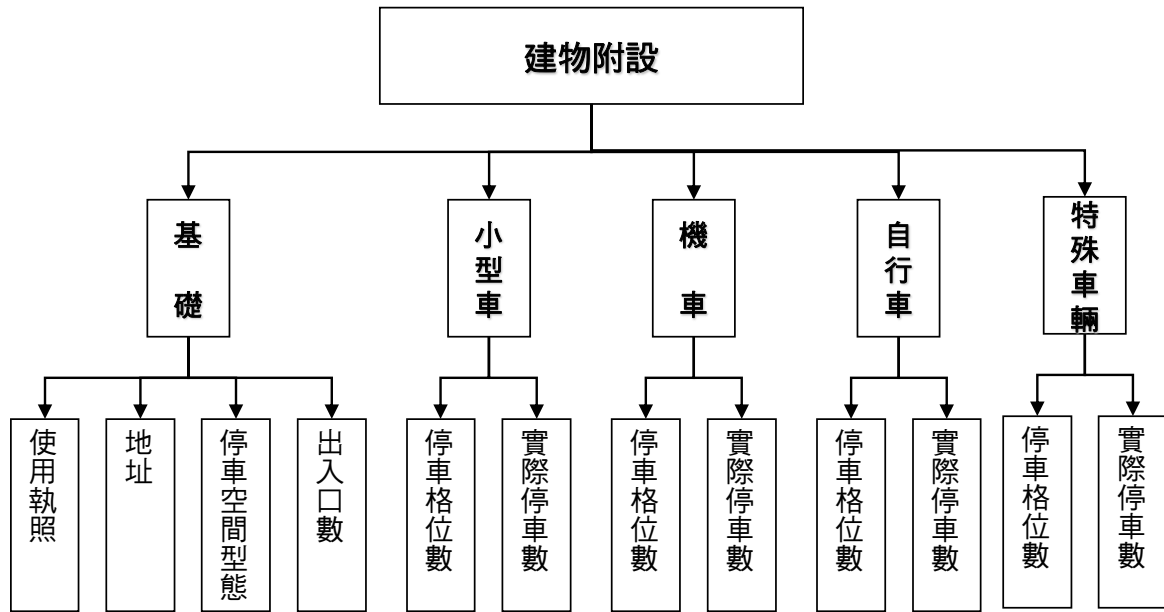 建物附設
基礎
小型車
機車
自行車
特殊車輛
使用執照
地址
停車空間型態
出入口數
停車格位數
實際停車數
停車格位數
實際停車數
停車格位數
實際停車數
停車格位數
實際停車數